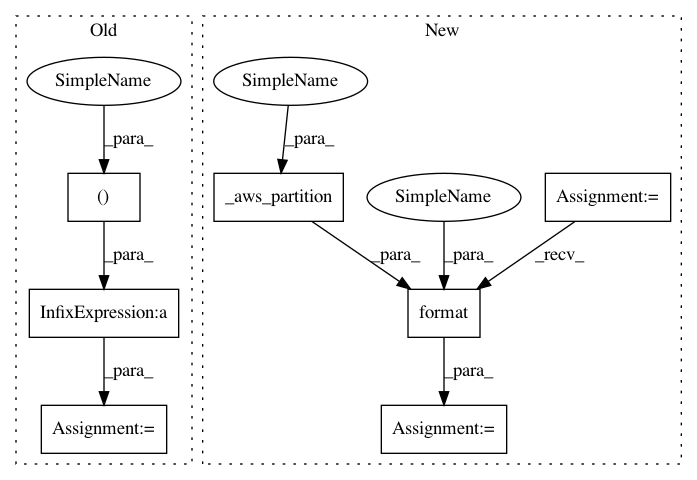 Old
New
SimpleName
SimpleName
_para_
_para_
()
_aws_partition
SimpleName
Assignment:=
_para_
_para_
_para_
_recv_
InfixExpression:a
format
_para_
_para_
Assignment:=
Assignment:=